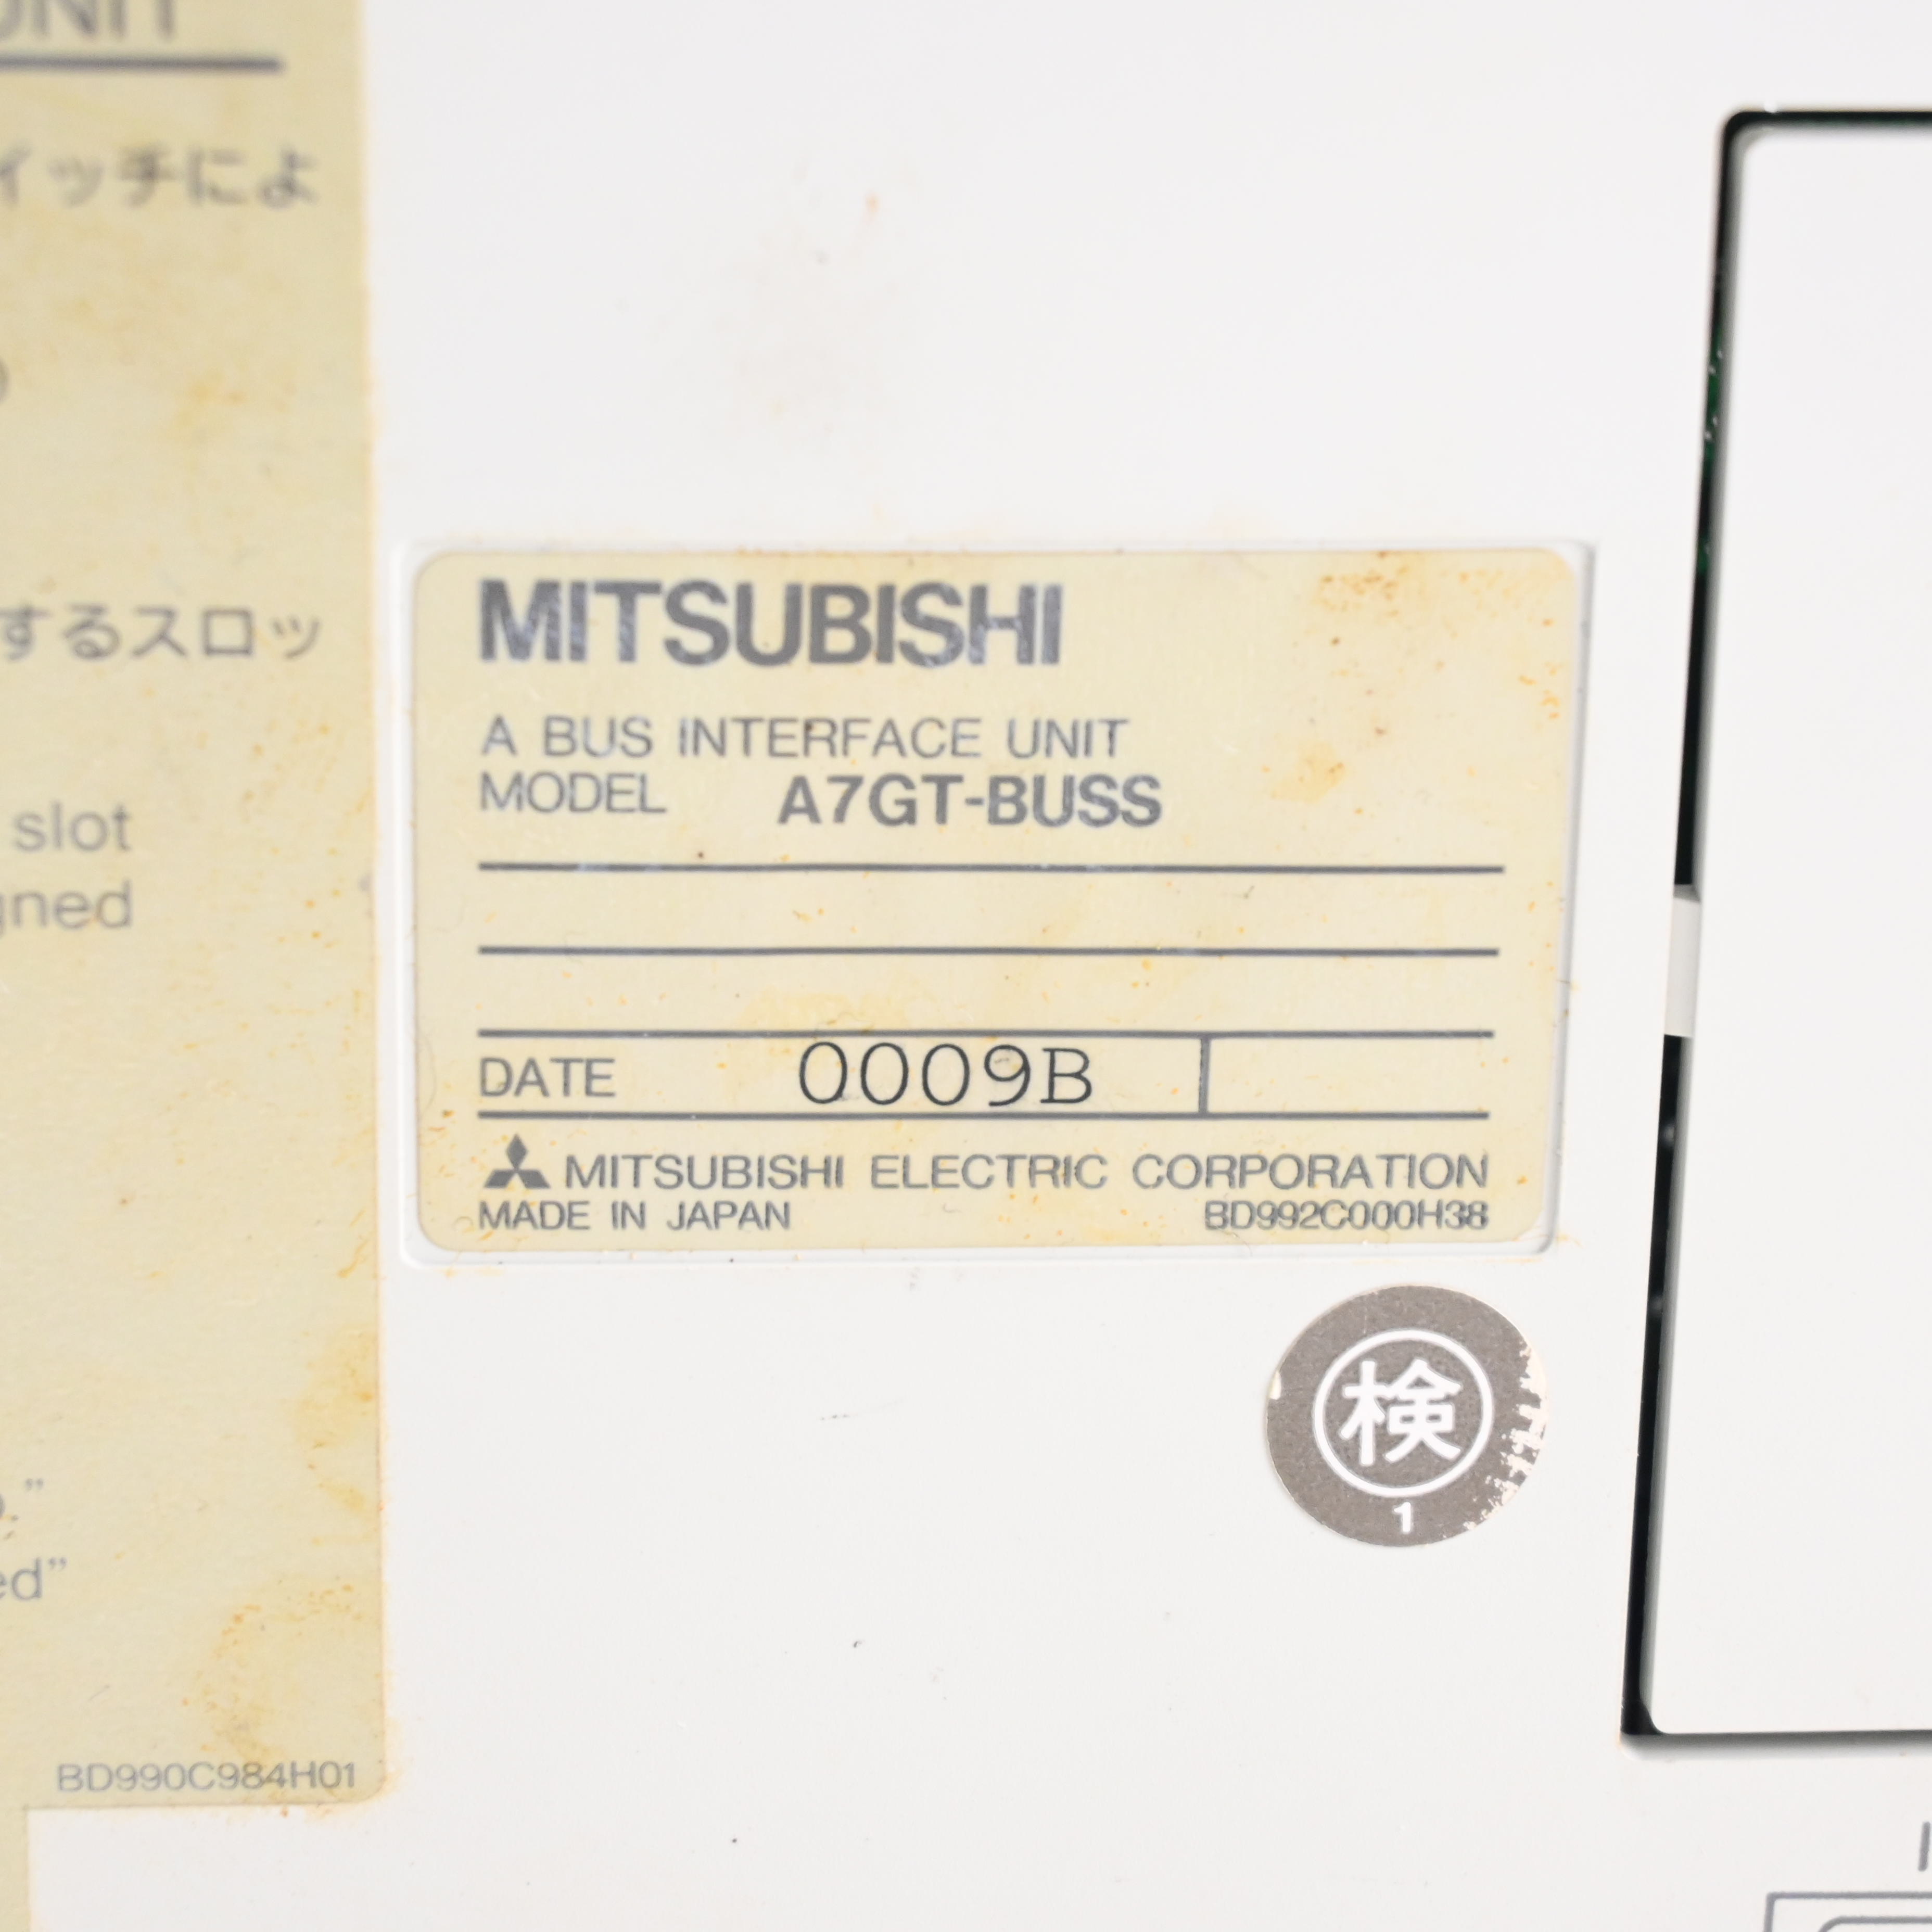 UNIT
イッチによ
するスロッ
slot
gned
ed”
BD990C984H01
MITSUBISHI
A BUS INTERFACE UNIT
MODEL A7GT-BUSS
DATE 0009B
MITSUBISHI ELECTRIC CORPORATION
MADE IN JAPAN BD992C000H38
検
1